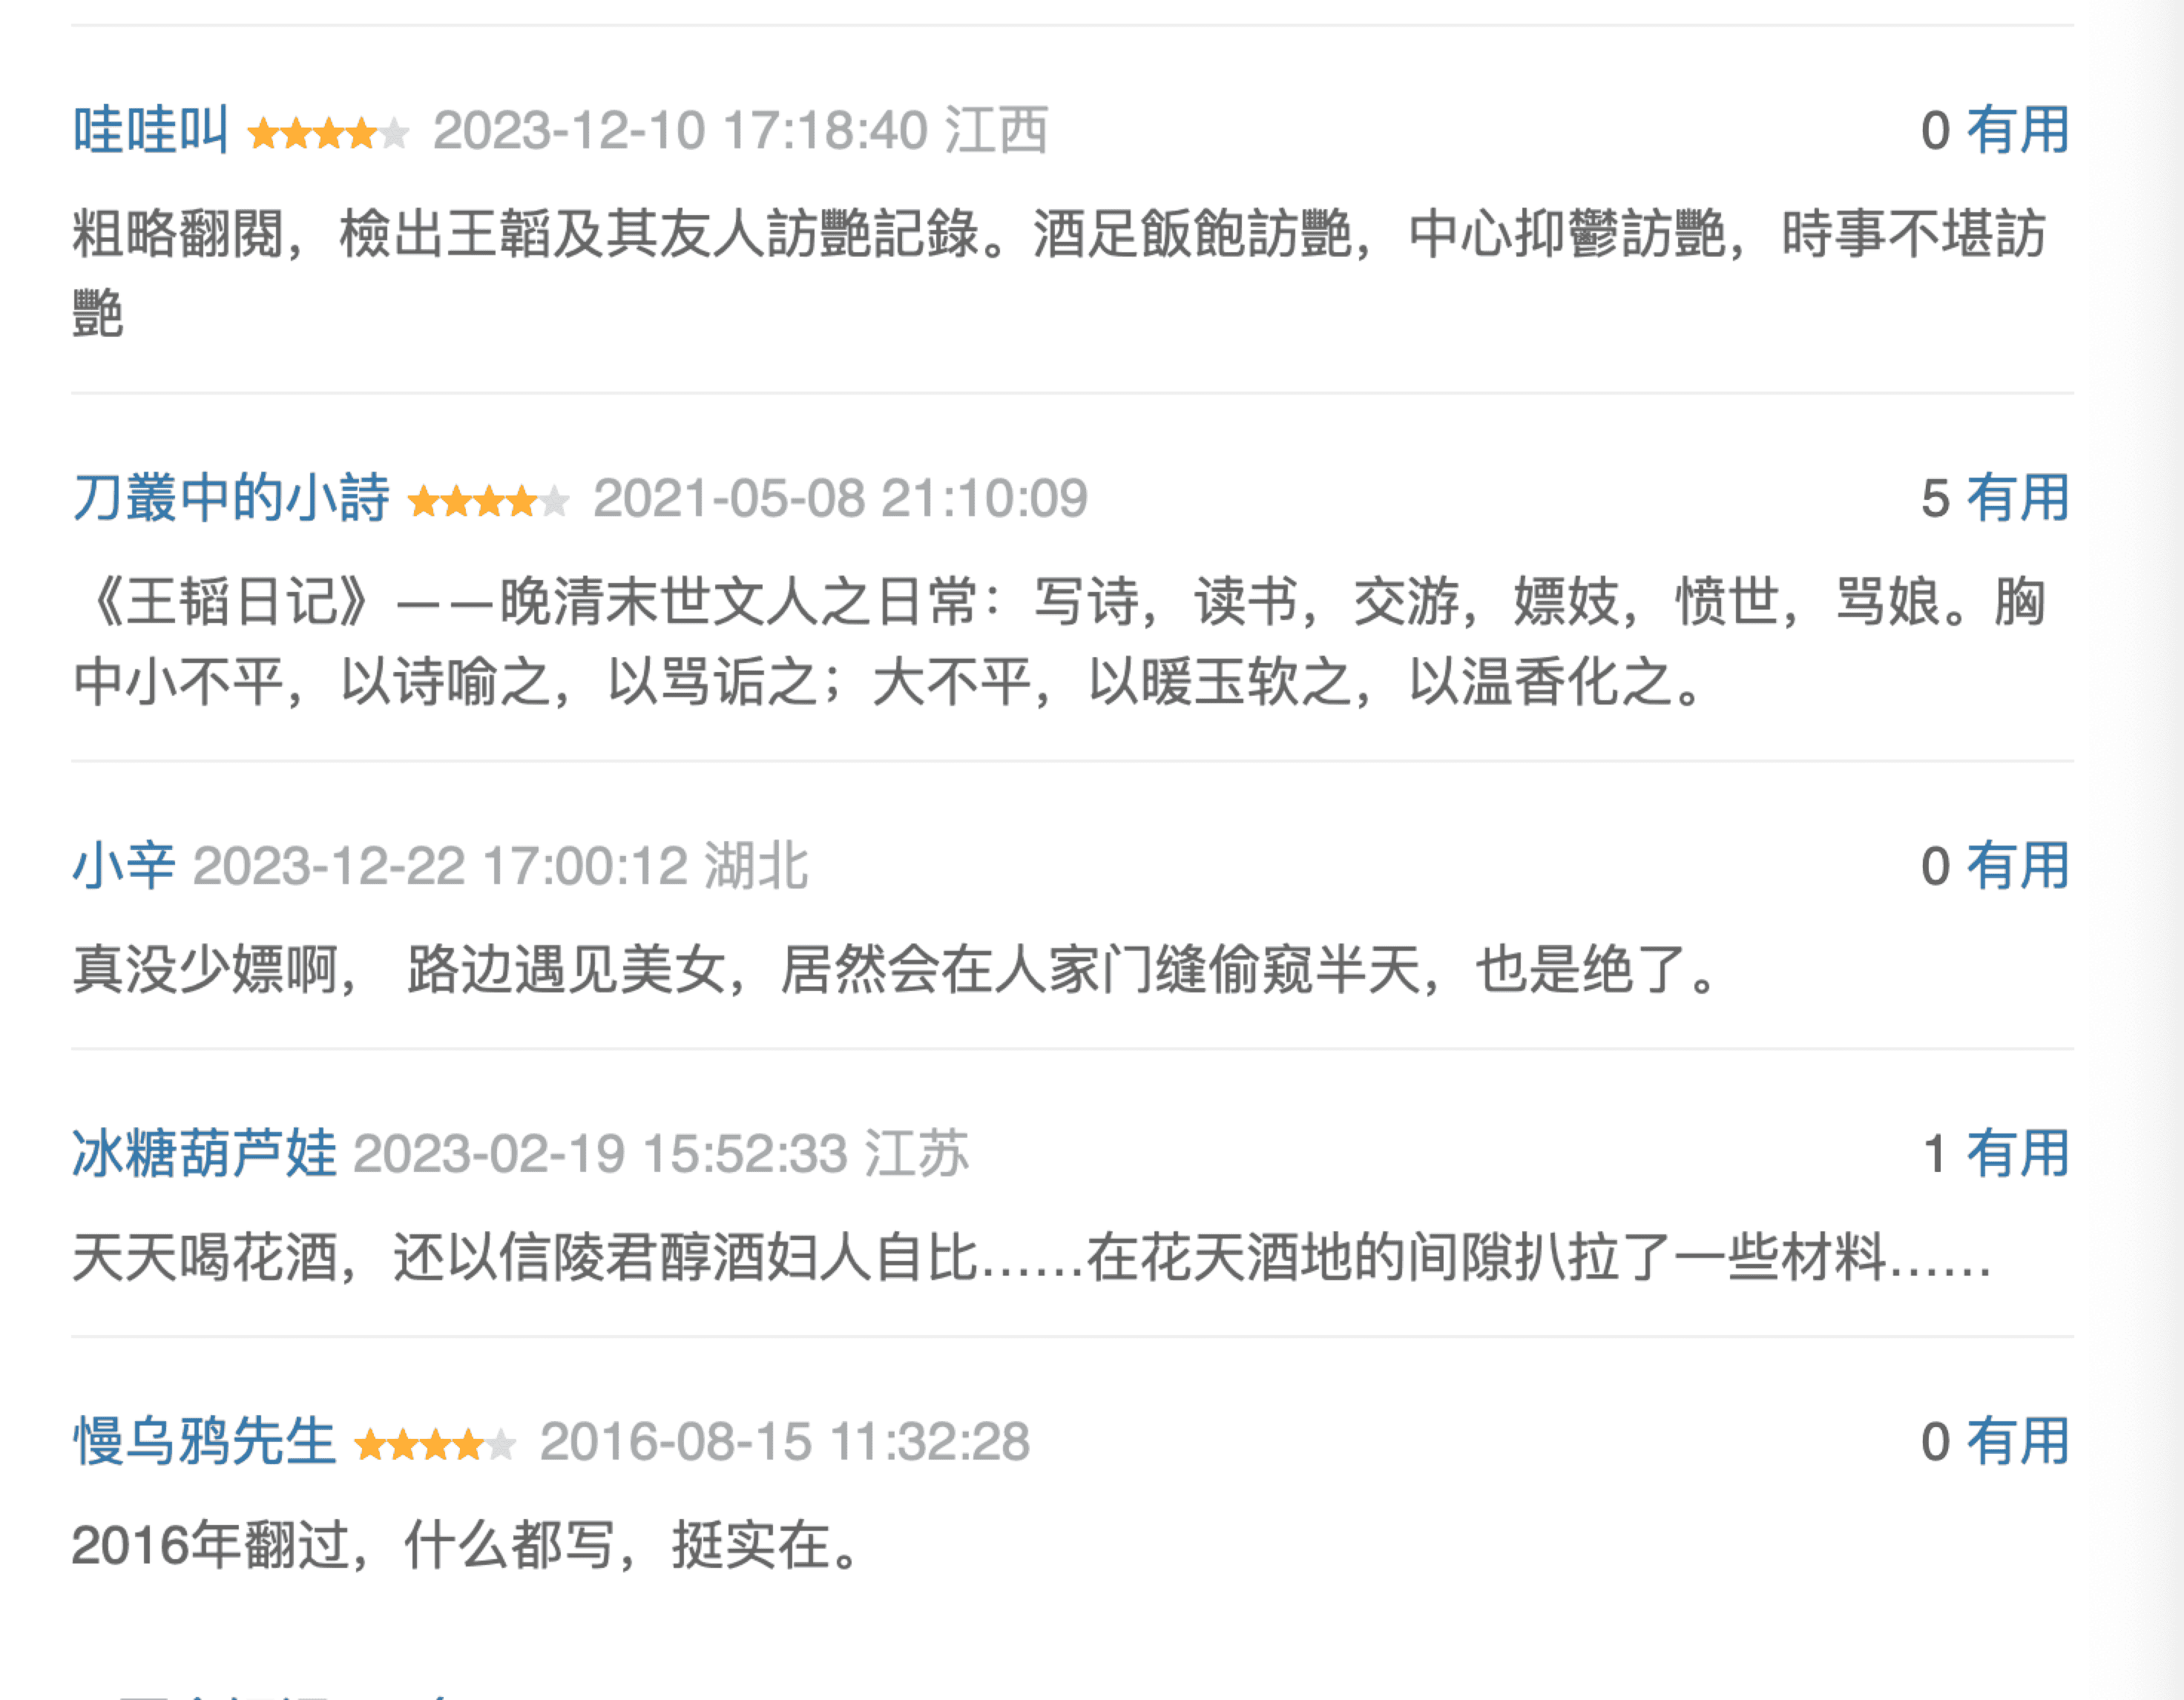 哇哇叫 2023-12-10 17:18:40 江西 0 有用
粗略翻閱，檢出王韜及其友人訪艷記錄。酒足飯飽訪艷，中心抑鬱訪艷，時事不堪訪
艷
刀叢中的小詩 2021-05-08 21:10:09 5 有用
《王韬日记》——晚清末世文人之日常：写诗，读书，交游，嫖妓，愤世，骂娘。胸
中小不平，以诗喻之，以骂诟之；大不平，以暖玉软之，以温香化之。
小辛 2023-12-22 17:00:12 湖北 0 有用
真没少嫖啊， 路边遇见美女，居然会在人家门缝偷窥半天，也是绝了。
冰糖葫芦娃 2023-02-19 15:52:33 江苏 1 有用
天天喝花酒，还以信陵君醇酒妇人自比……在花天酒地的间隙扒拉了一些材料……
慢乌鸦先生 2016-08-15 11:32:28 0 有用
2016年翻过，什么都写，挺实在。